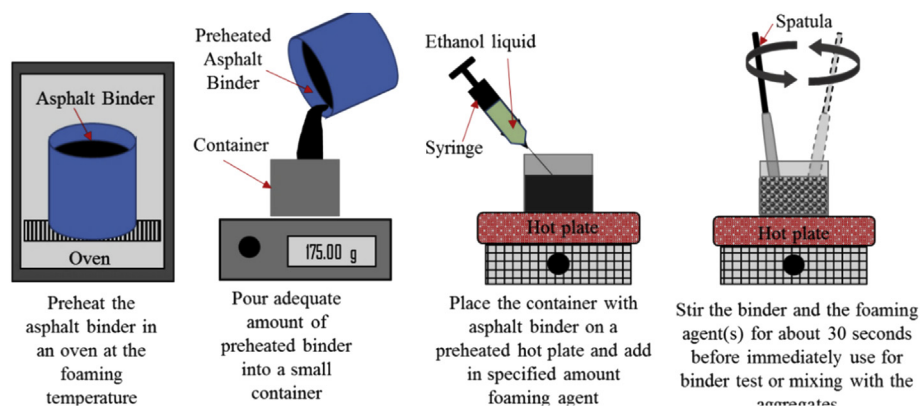 Asphalt Binder
Oven
Preheat the
asphalt binder in
an oven at the
foaming
temperature
Preheated
Asphalt
Binder
Container
175.00 g
Pour adequate
amount of
preheated binder
into a small
container
Ethanol liquid
Syringe
Hot plate
Place the container with
asphalt binder on a
preheated hot plate and add
in specified amount
foaming agent
Spatula
Hot plate
Stir the binder and the foaming
agent(s) for about 30 seconds
before immediately use for
binder test or mixing with the
aggregates